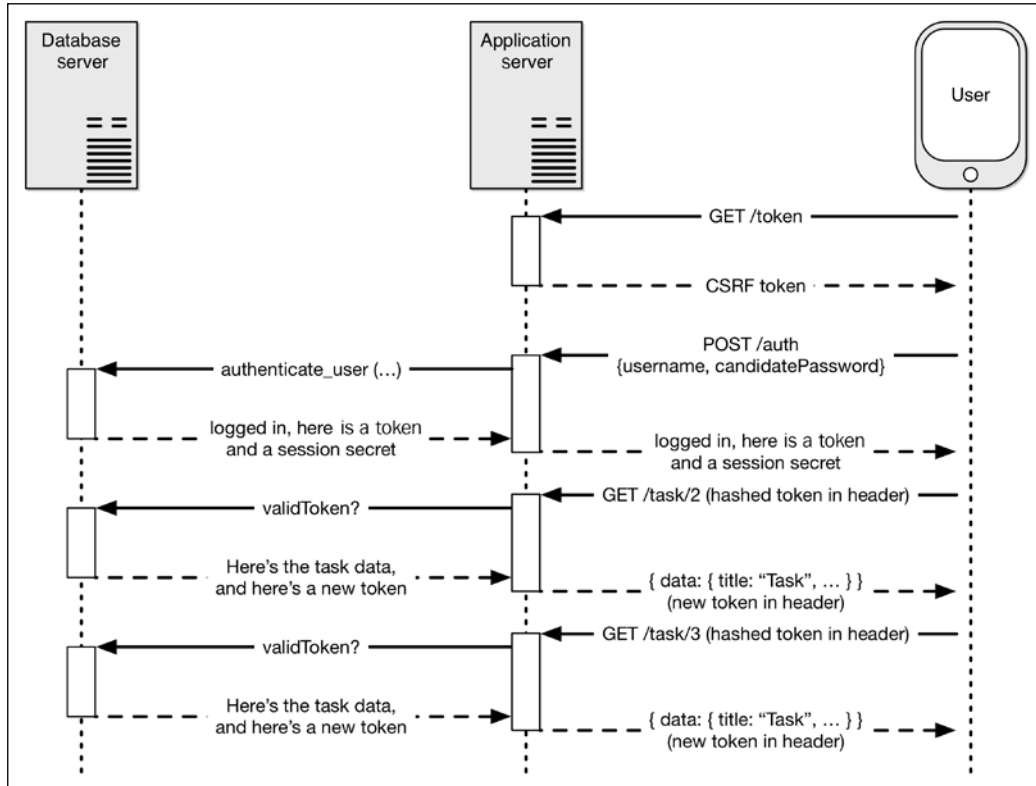 Database
server
Application
server
User
GET /token
CSRF token
POST /auth
{username, candidatePassword}
authenticate_user (…)
logged in, here is a token
and a session secret
logged in, here is a token
and a session secret
GET /task/2 (hashed token in header)
validToken?
Here’s the task data,
and here’s a new token
{ data: { title: “Task”, … } }
(new token in header)
GET /task/3 (hashed token in header)
validToken?
Here’s the task data,
and here’s a new token
{ data: { title: “Task”, … } }
(new token in header)